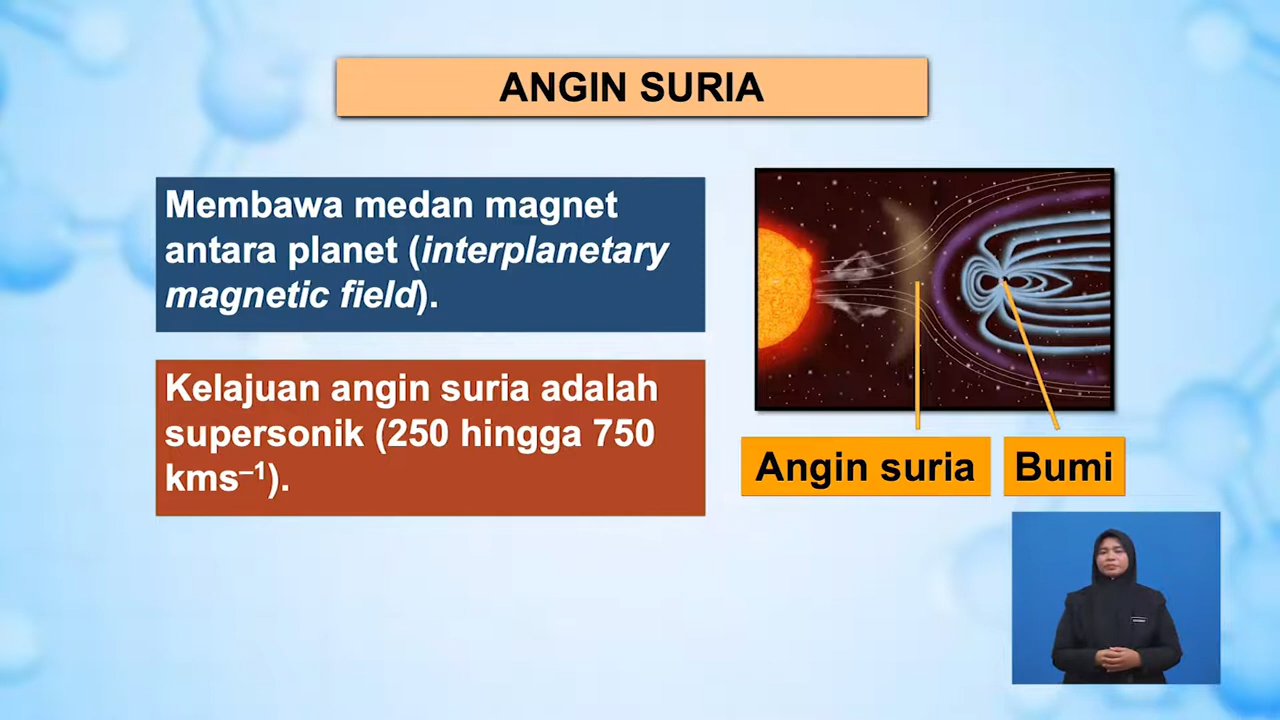 ANGIN SURIA
Membawa medan magnet
antara planet (interplanetary
magnetic field).
Kelajuan angin suria adalah
supersonik (250 hingga 750
kms⁻¹).
Angin suria
Bumi